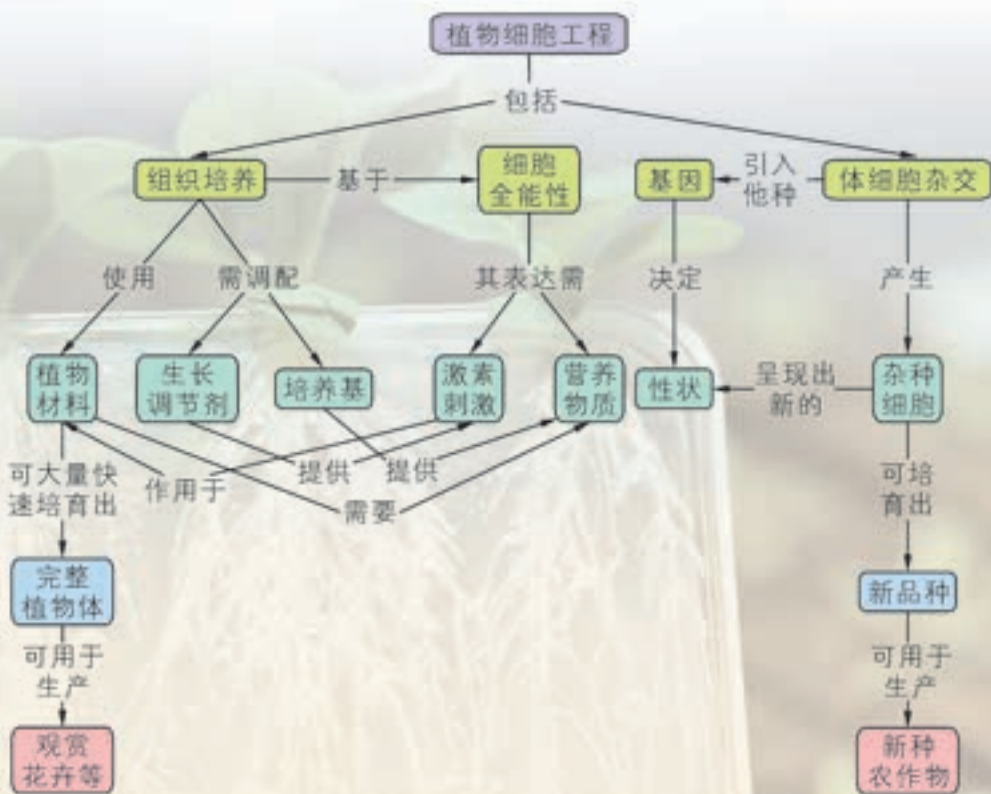 植物细胞工程
包括
组织培养
基于
细胞
全能性
基因
引入
他种
体细胞杂交
使用
需调配
其表达需
决定
产生
植物
材料
生长
调节剂
培养基
激素
刺激
营养
物质
性状
呈现出
新的
杂种
细胞
可大量快
速培育出
作用于
提供
提供
需要
可培
育出
完整
植物体
新品种
可用于
生产
可用于
生产
观赏
花卉等
新种
农作物